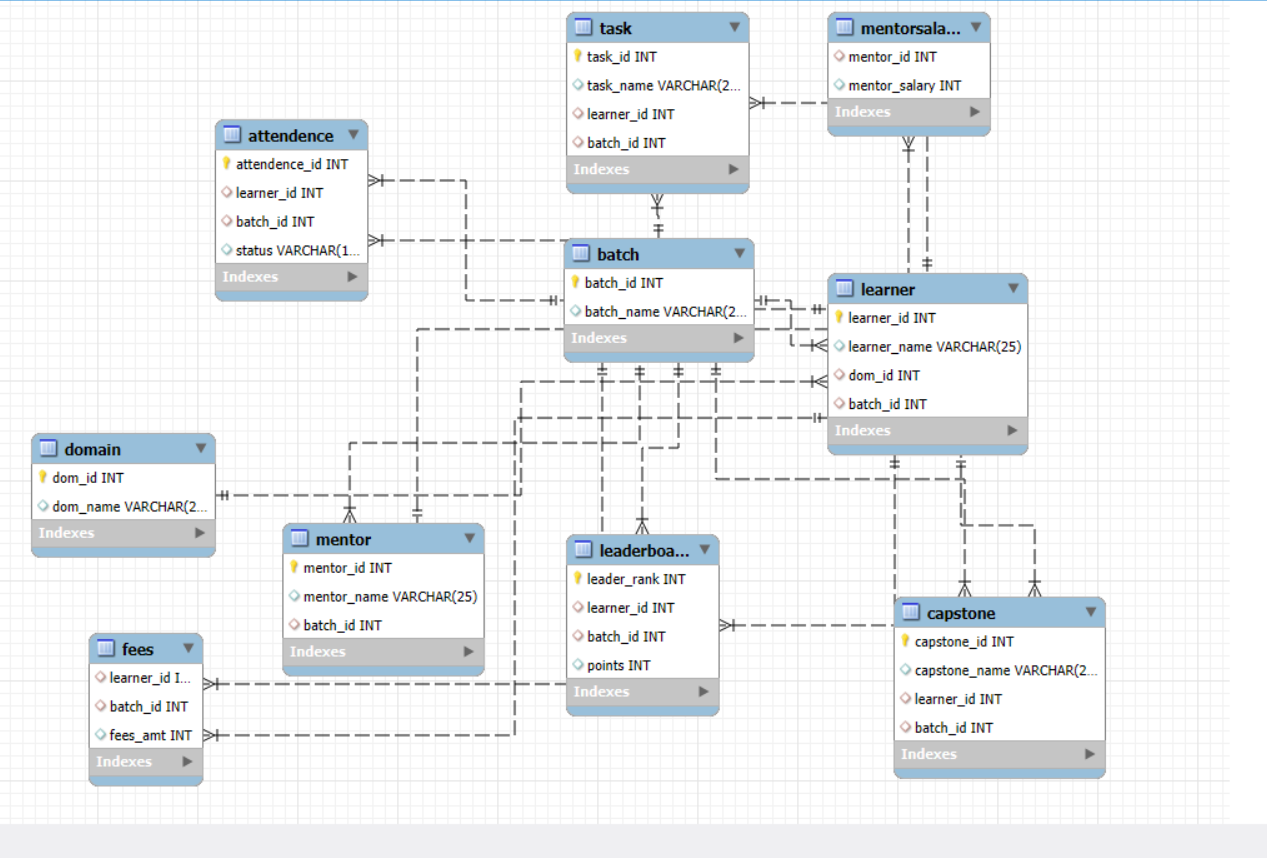 task
task_id INT
task_name VARCHAR(2...
learner_id INT
batch_id INT
Indexes
mentorsala...
mentor_id INT
mentor_salary INT
Indexes
attendence
attendence_id INT
learner_id INT
batch_id INT
status VARCHAR(1...
Indexes
batch
batch_id INT
batch_name VARCHAR(2...
Indexes
learner
learner_id INT
learner_name VARCHAR(25)
dom_id INT
batch_id INT
Indexes
domain
dom_id INT
dom_name VARCHAR(2...
Indexes
mentor
mentor_id INT
mentor_name VARCHAR(25)
batch_id INT
Indexes
leaderboa...
leader_rank INT
learner_id INT
batch_id INT
points INT
Indexes
capstone
capstone_id INT
capstone_name VARCHAR(2...
learner_id INT
batch_id INT
Indexes
fees
learner_id I...
batch_id INT
fees_amt INT
Indexes